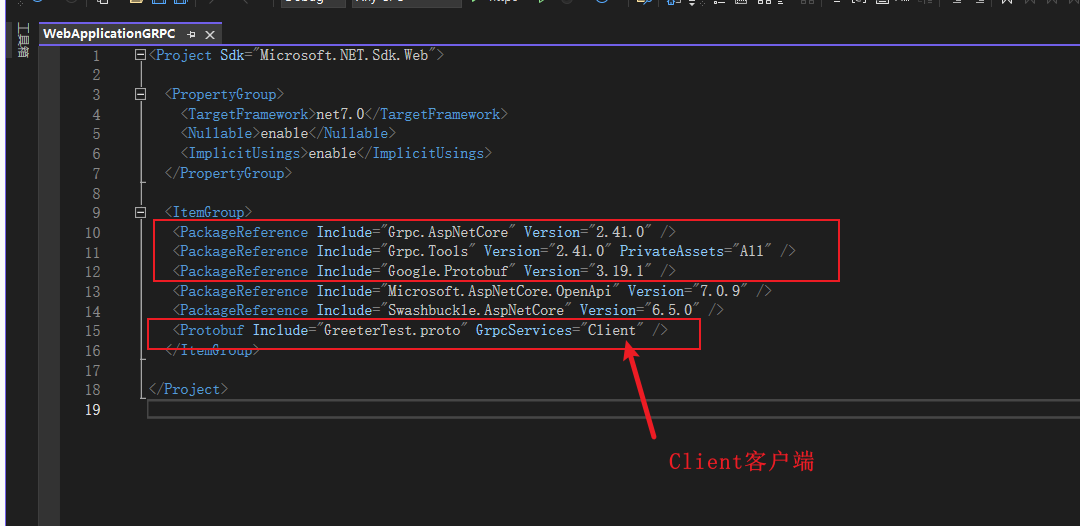 工具箱
WebApplicationGRPC
1 <Project Sdk="Microsoft.NET.Sdk.Web">
2
3 <PropertyGroup>
4 <TargetFramework>net7.0</TargetFramework>
5 <Nullable>enable</Nullable>
6 <ImplicitUsings>enable</ImplicitUsings>
7 </PropertyGroup>
8
9 <ItemGroup>
10 <PackageReference Include="Grpc.AspNetCore" Version="2.41.0" />
11 <PackageReference Include="Grpc.Tools" Version="2.41.0" PrivateAssets="All" />
12 <PackageReference Include="Google.Protobuf" Version="3.19.1" />
13 <PackageReference Include="Microsoft.AspNetCore.OpenApi" Version="7.0.9" />
14 <PackageReference Include="Swashbuckle.AspNetCore" Version="6.5.0" />
15 <Protobuf Include="GreeterTest.proto" GrpcServices="Client" />
16 </ItemGroup>
17
18 </Project>
19
Client客户端